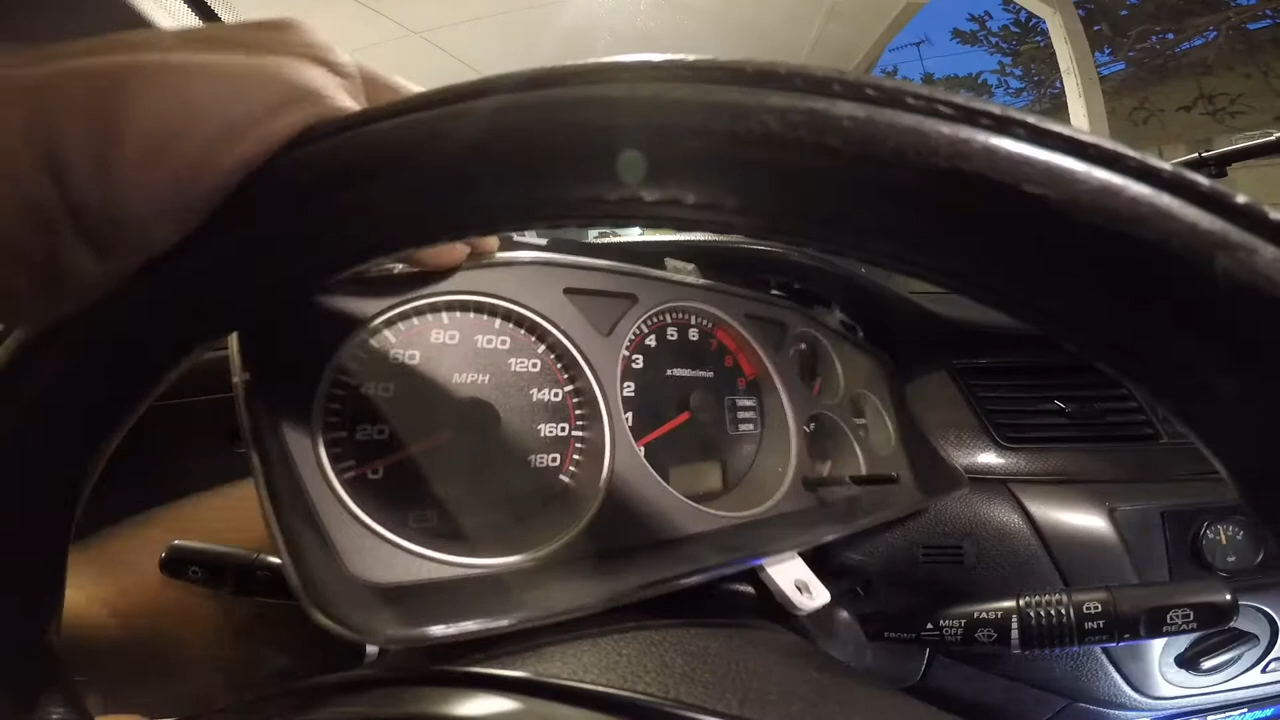 80 100
60 120
40 MPH 140
20 160
0 180
4 5 6 7
3 8
2 9
1
x1000r/min
TARMAC
GRAVEL
SNOW
F
FAST
MIST
FRONT OFF
INT
INT
OFF
REAR